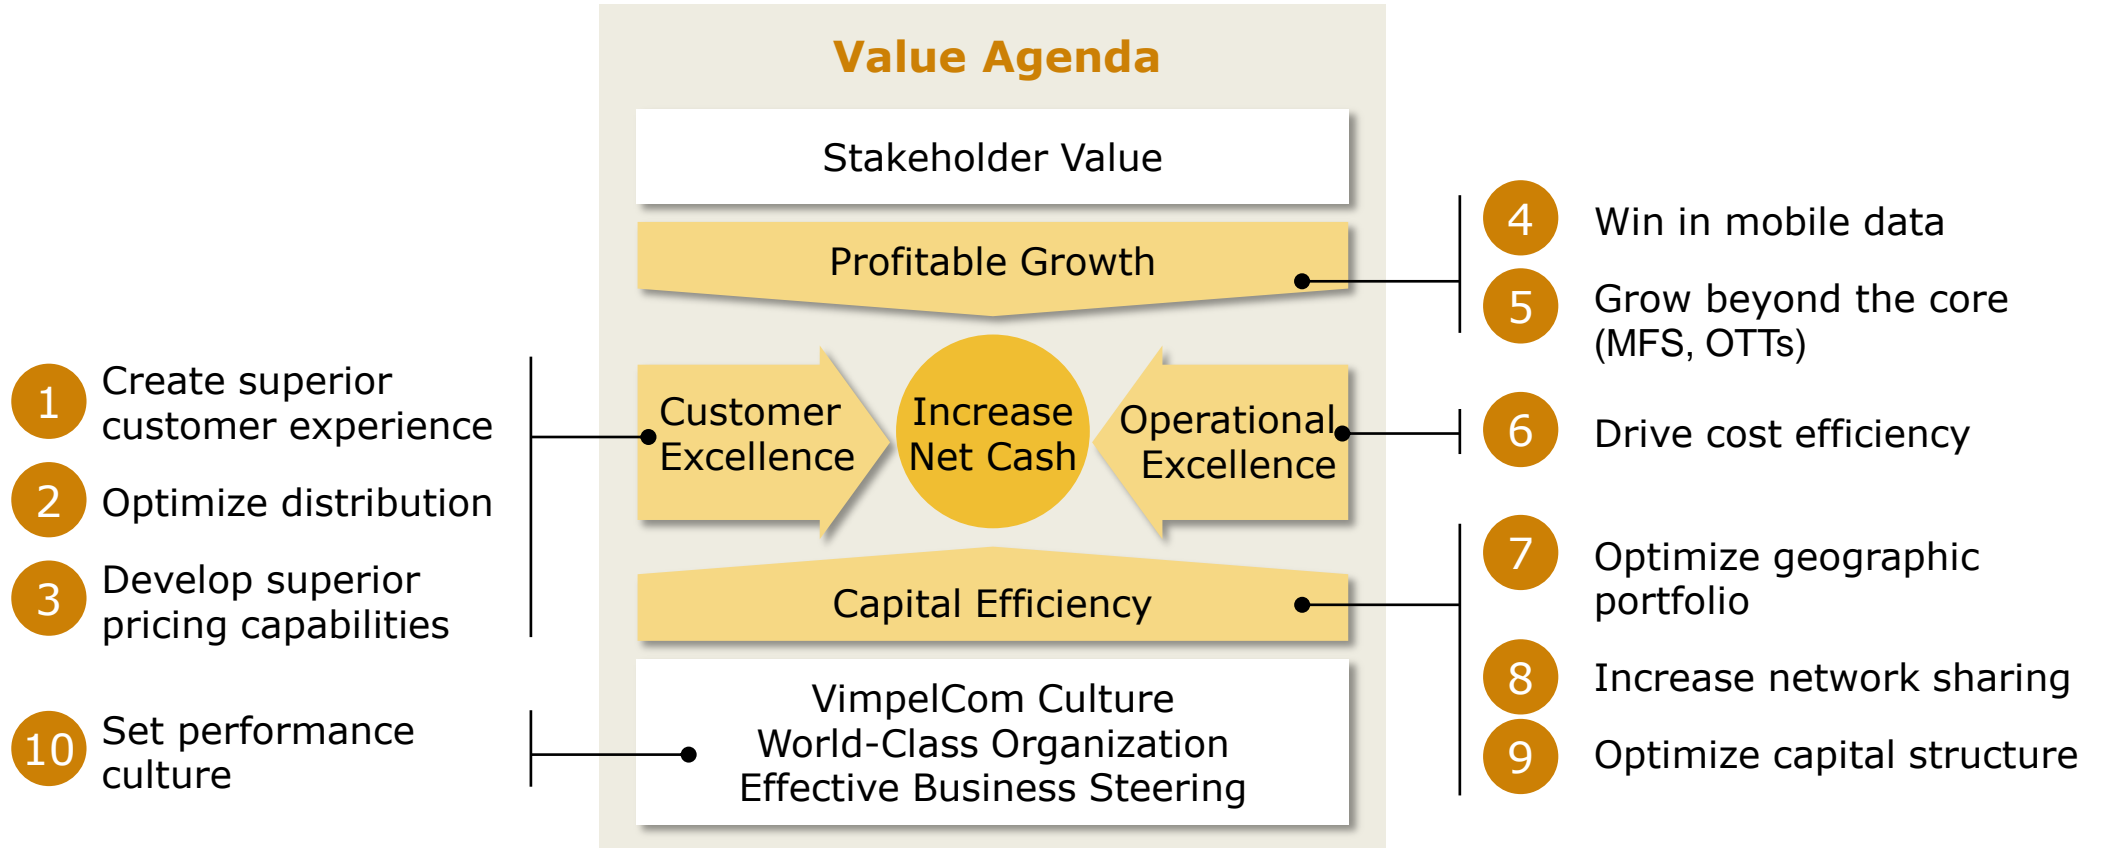 Value Agenda
Stakeholder Value
Profitable Growth
Customer
Excellence
Increase
Net Cash
Operational
Excellence
Capital Efficiency
VimpelCom Culture
World-Class Organization
Effective Business Steering
1
Create superior
customer experience
2
Optimize distribution
3
Develop superior
pricing capabilities
10
Set performance
culture
4
Win in mobile data
5
Grow beyond the core
(MFS, OTTs)
6
Drive cost efficiency
7
Optimize geographic
portfolio
8
Increase network sharing
9
Optimize capital structure